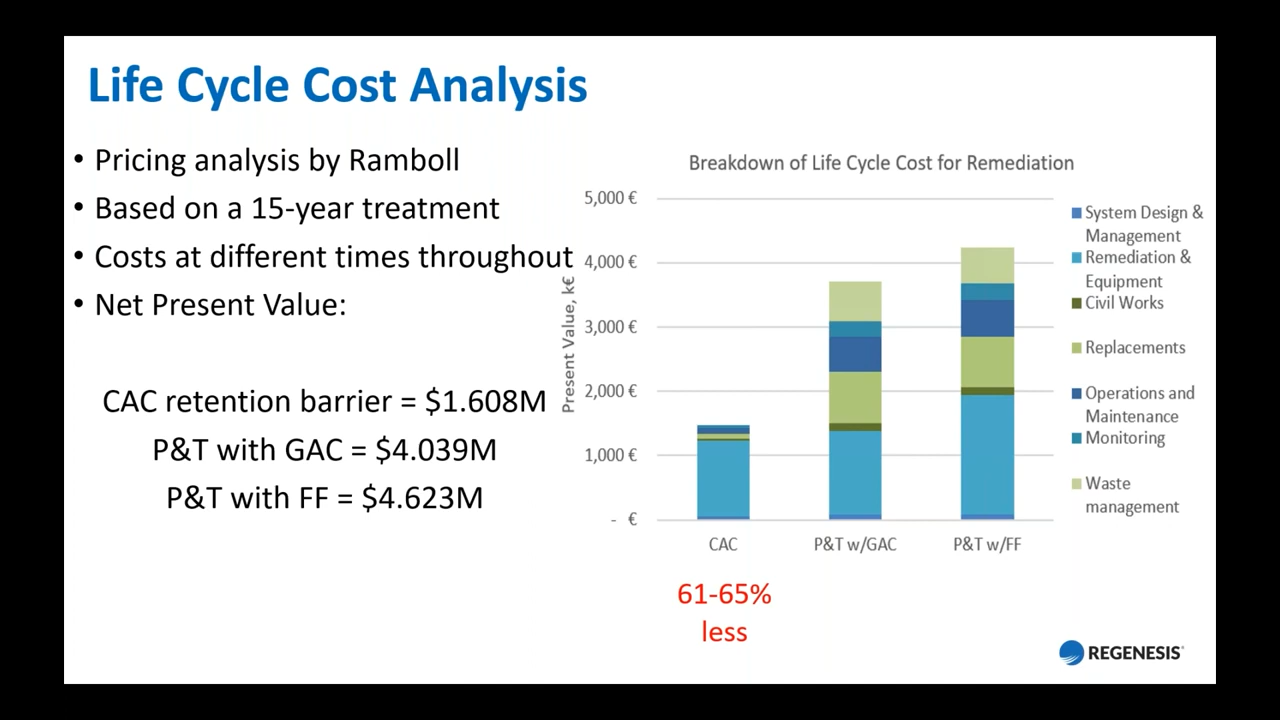 Life Cycle Cost Analysis
• Pricing analysis by Ramboll
• Based on a 15-year treatment
• Costs at different times throughout
• Net Present Value:
CAC retention barrier = $1.608M
P&T with GAC = $4.039M
P&T with FF = $4.623M
Breakdown of Life Cycle Cost for Remediation
Present Value, k€
5,000 €
4,000 €
3,000 €
2,000 €
1,000 €
- €
CAC
P&T w/GAC
P&T w/FF
System Design &
Management
Remediation &
Equipment
Civil Works
Replacements
Operations and
Maintenance
Monitoring
Waste
management
61-65%
less
REGENESIS